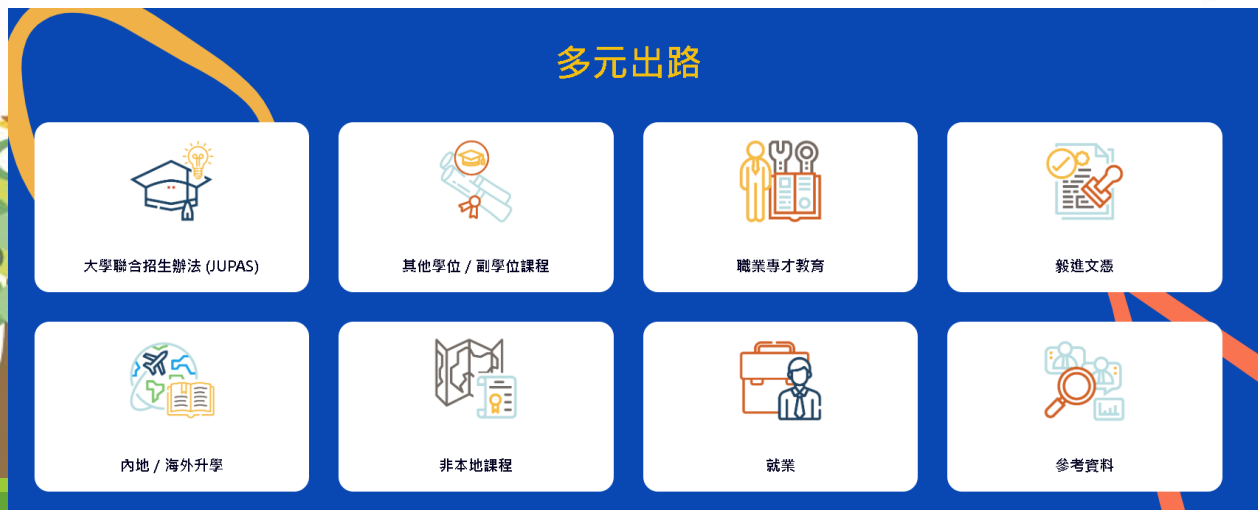 多元出路
大學聯合招生辦法 (JUPAS)
其他學位 / 副學位課程
職業專才教育
毅進文憑
內地 / 海外升學
非本地課程
就業
參考資料